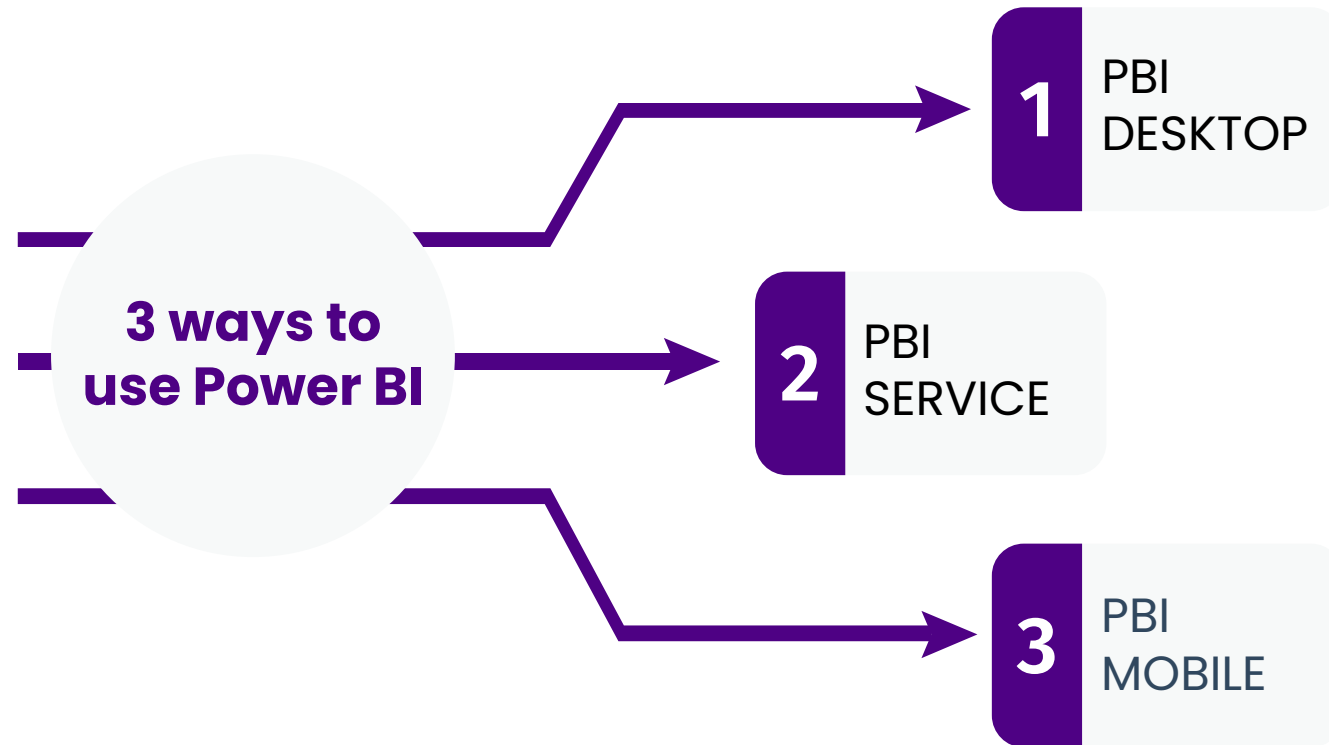 3 ways to
use Power BI
1
PBI
DESKTOP
2
PBI
SERVICE
3
PBI
MOBILE